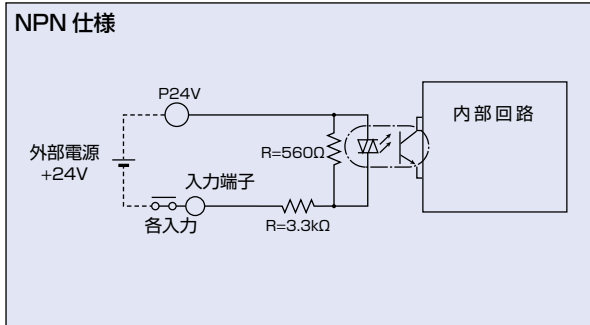 NPN 仕様
P24V
内部回路
外部電源
+24V
R=560Ω
入力端子
各入力
R=3.3kΩ